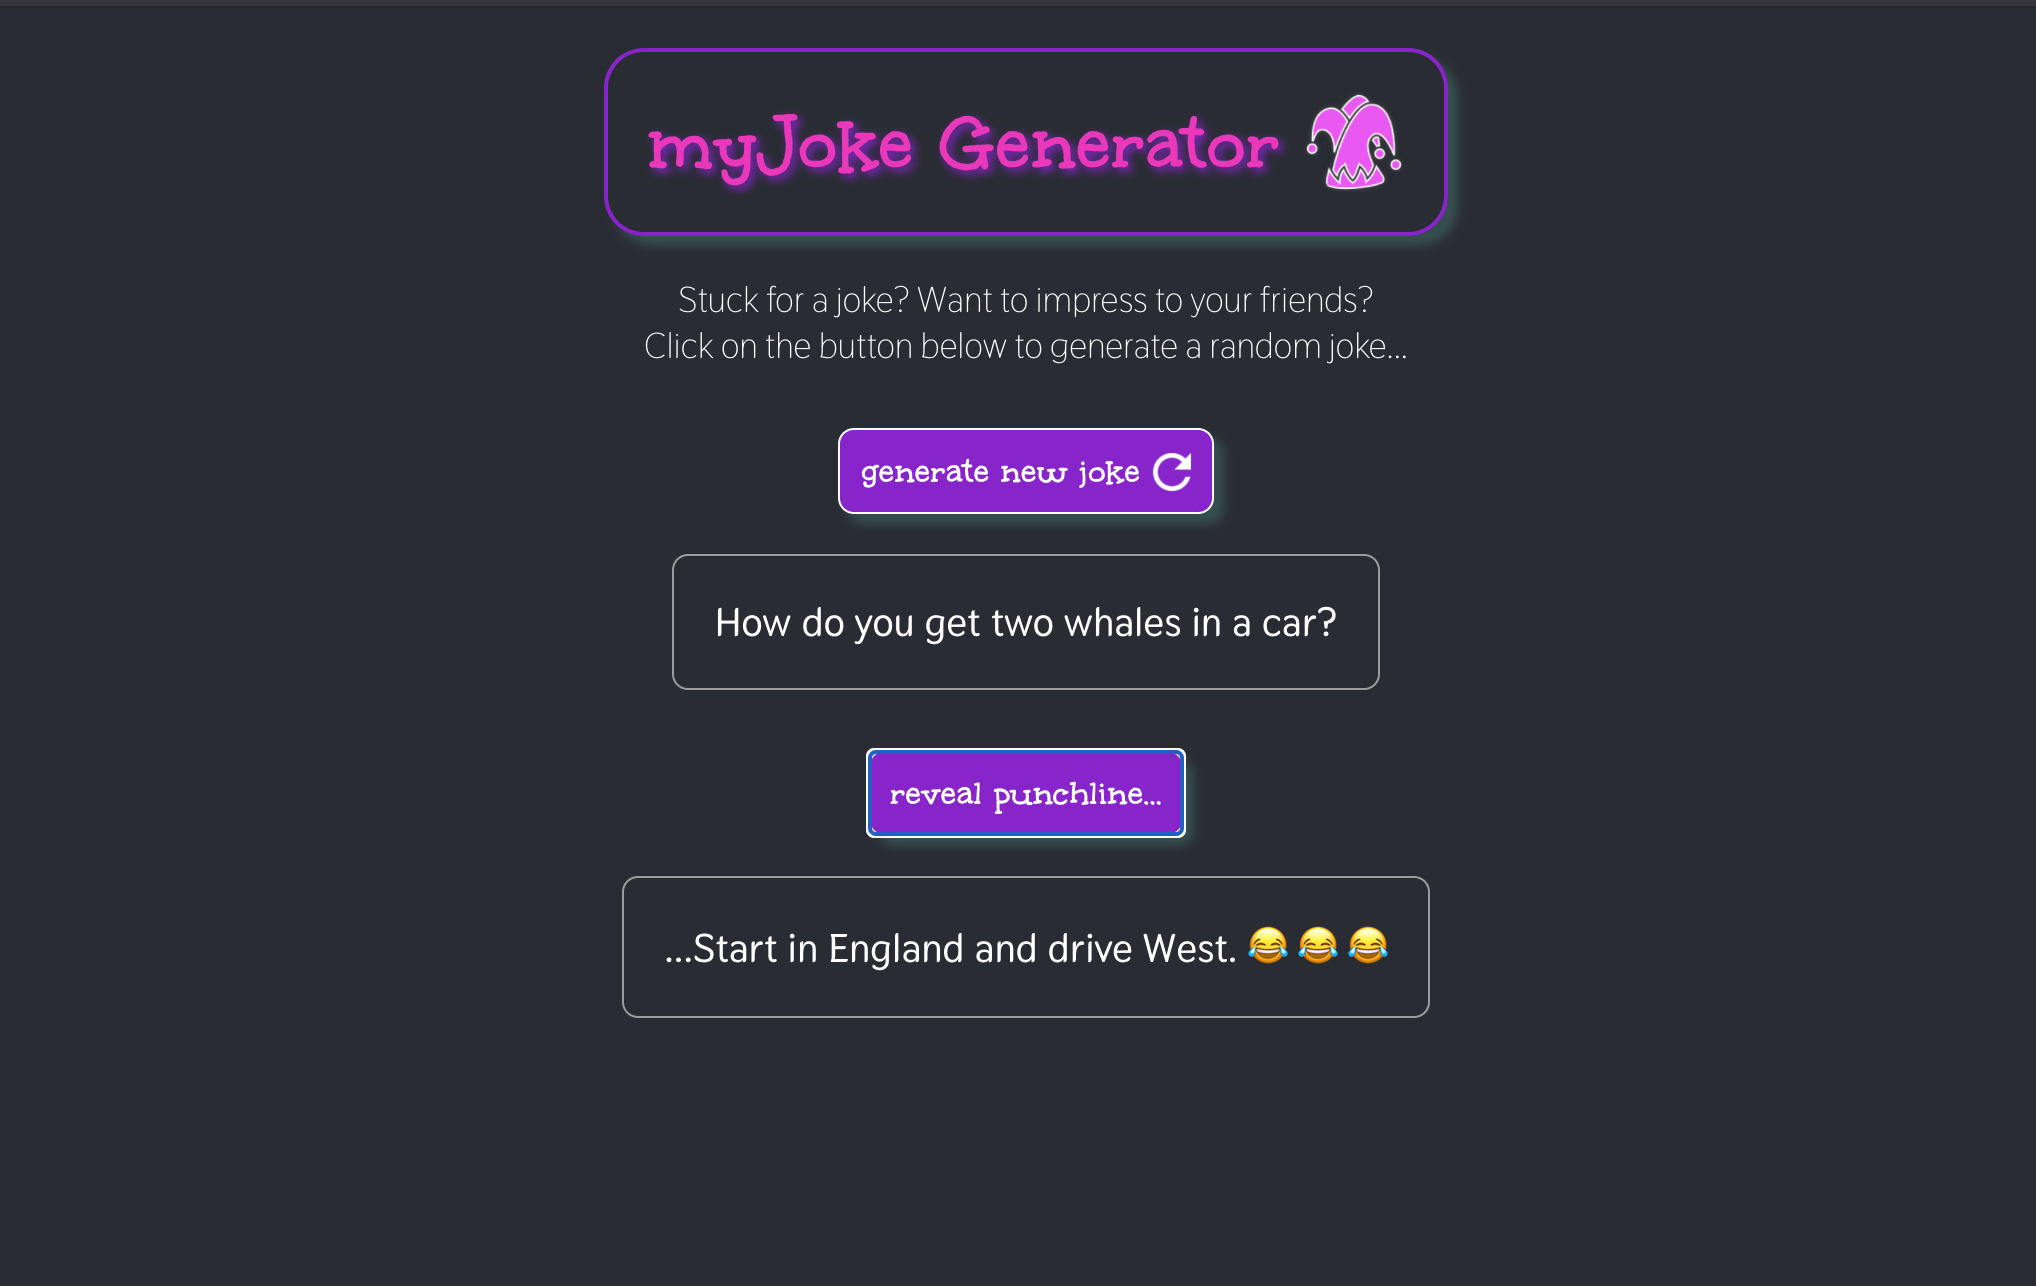 myJoke Generator
Stuck for a joke? Want to impress to your friends?
Click on the button below to generate a random joke...
generate new joke
How do you get two whales in a car?
reveal punchline...
...Start in England and drive West. 😂 😂 😂